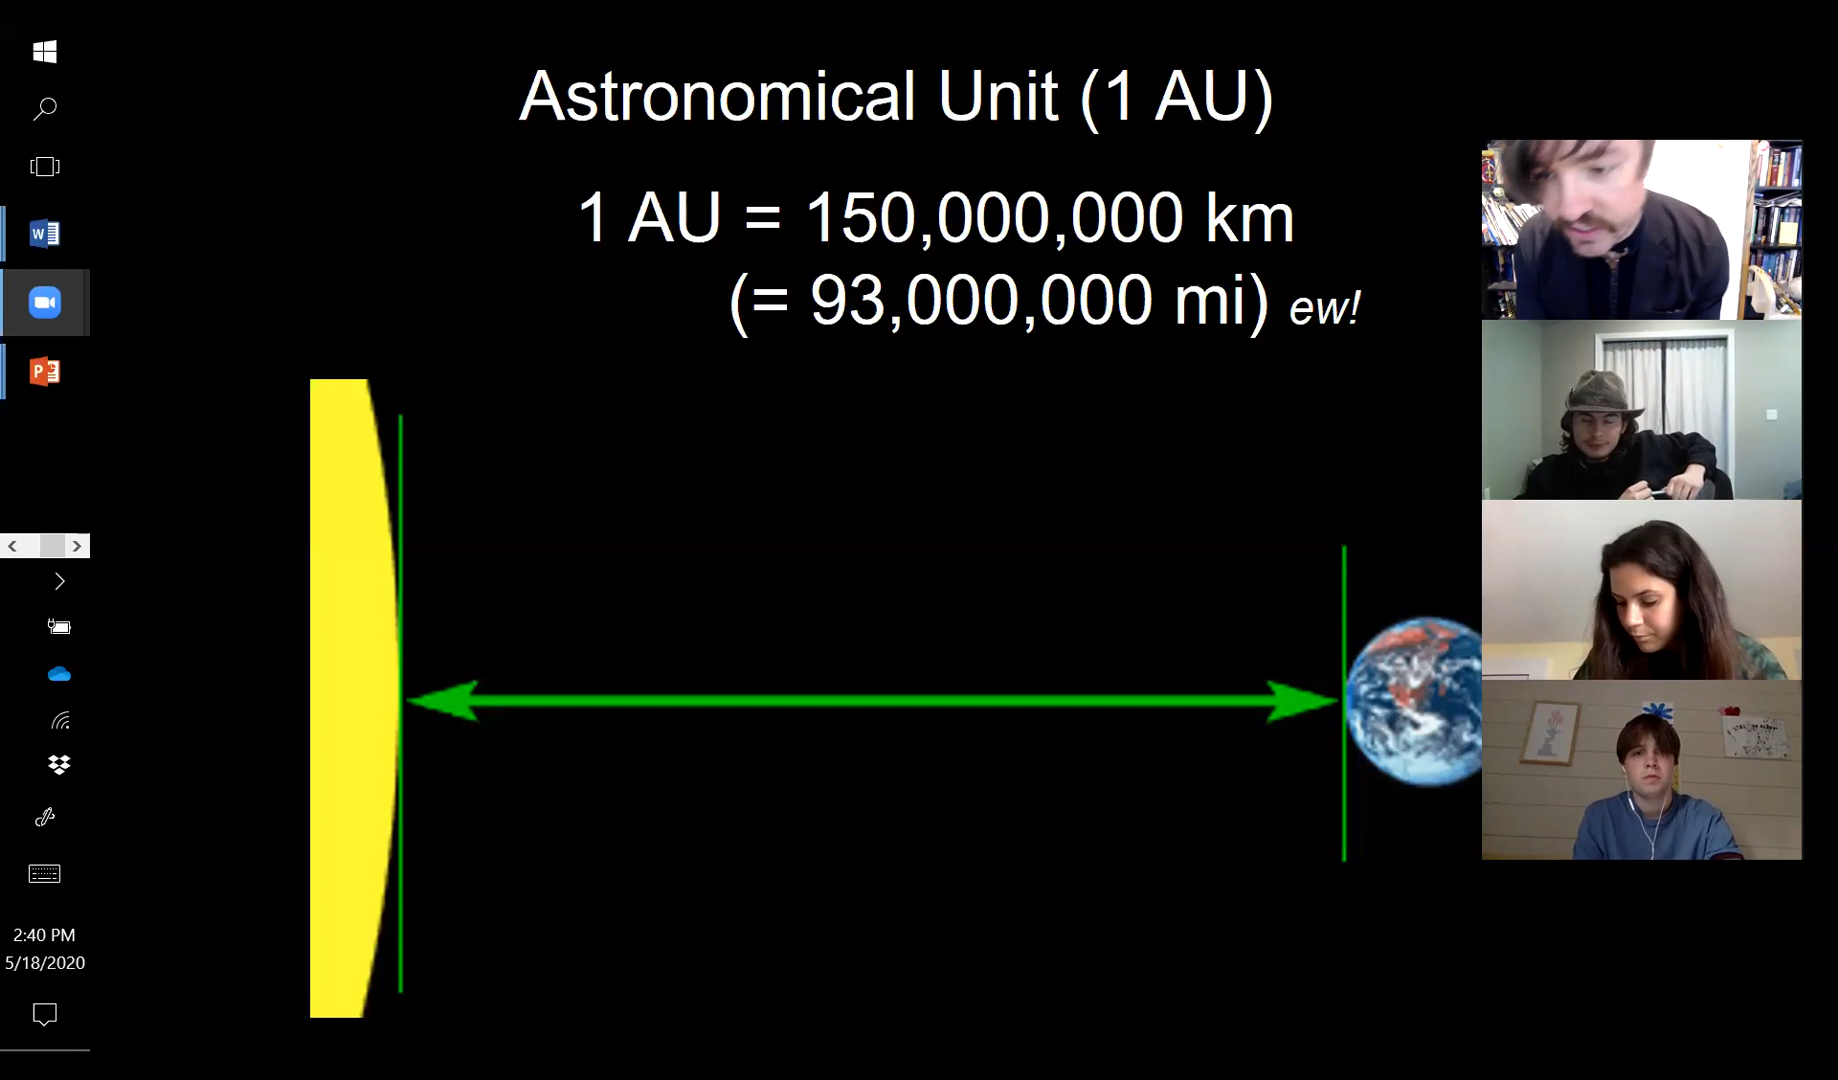 Astronomical Unit (1 AU)
1 AU = 150,000,000 km
(= 93,000,000 mi) ew!
W
P
2:40 PM
5/18/2020